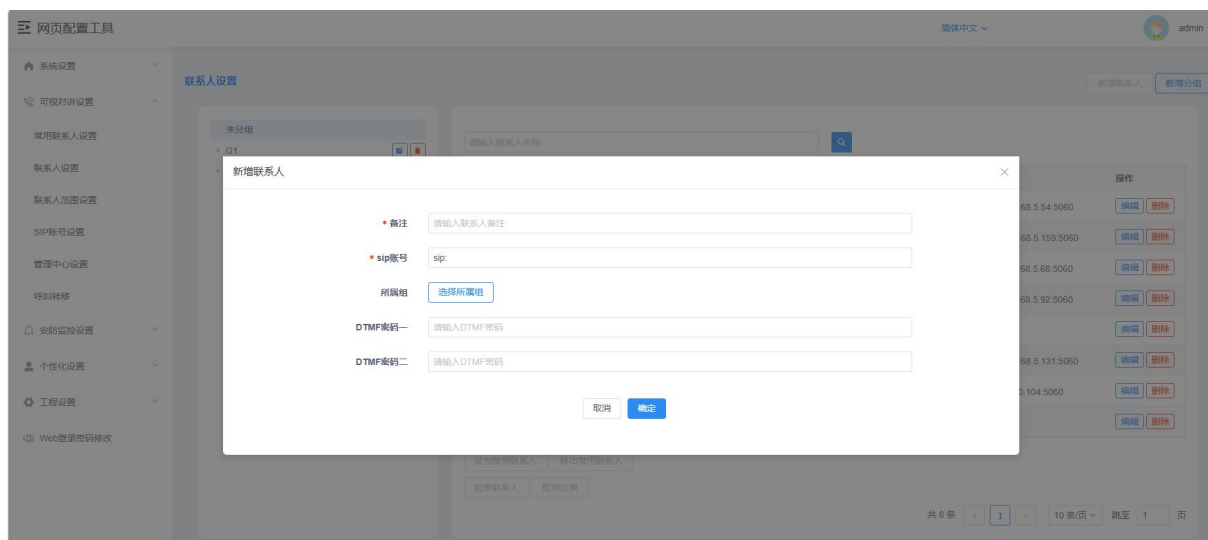 网页配置工具
简体中文
admin
系统设置
可视对讲设置
常用联系人设置
联系人设置
联系人范围设置
SIP账号设置
管理中心设置
呼叫转移
安防监控设置
个性化设置
工程设置
Web登录密码修改
联系人设置
新增联系人
新增分组
未分组
G1
请输入联系人名称
操作
68.5.54:5060
编辑 删除
68.5.159:5060
编辑 删除
68.5.68:5060
编辑 删除
68.5.92:5060
编辑 删除
编辑 删除
68.5.131:5060
编辑 删除
0.104:5060
编辑 删除
编辑 删除
新增联系人
* 备注
请输入联系人备注
* sip账号
sip:
所属组
选择所属组
DTMF密码一
请输入DTMF密码
DTMF密码二
请输入DTMF密码
取消
确定
设为常用联系人
移出常用联系人
拉黑联系人
取消拉黑
共 8 条
1
10 条/页
跳至 1 页